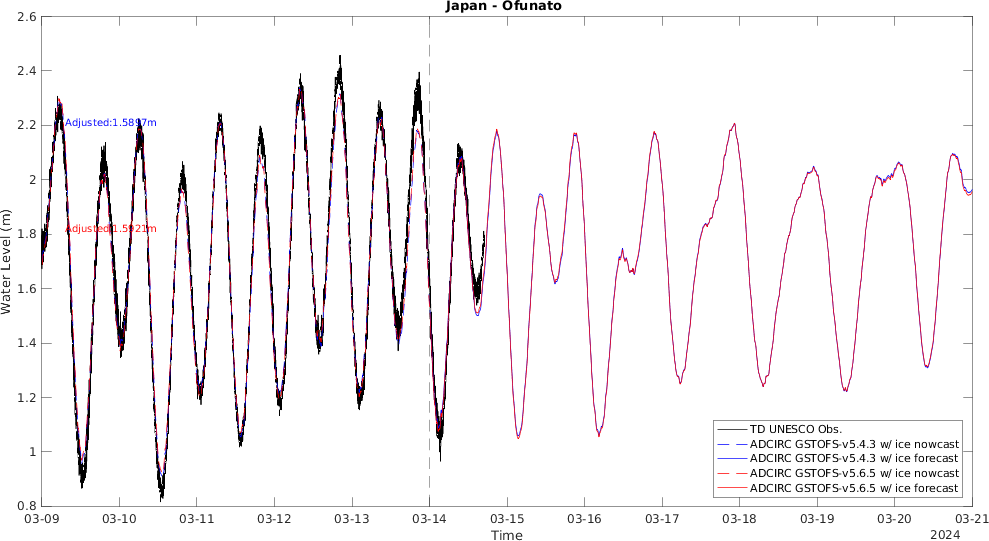 Japan - Ofunato
2.6
2.4
2.2
2
1.8
1.6
1.4
1.2
1
0.8
Water Level (m)
Adjusted:1.5897m
Adjusted:1.5921m
TD UNESCO Obs.
ADCIRC GSTOFS-v5.4.3 w/ ice nowcast
ADCIRC GSTOFS-v5.4.3 w/ ice forecast
ADCIRC GSTOFS-v5.6.5 w/ ice nowcast
ADCIRC GSTOFS-v5.6.5 w/ ice forecast
03-09 03-10 03-11 03-12 03-13 03-14 03-15 03-16 03-17 03-18 03-19 03-20 03-21
Time
2024